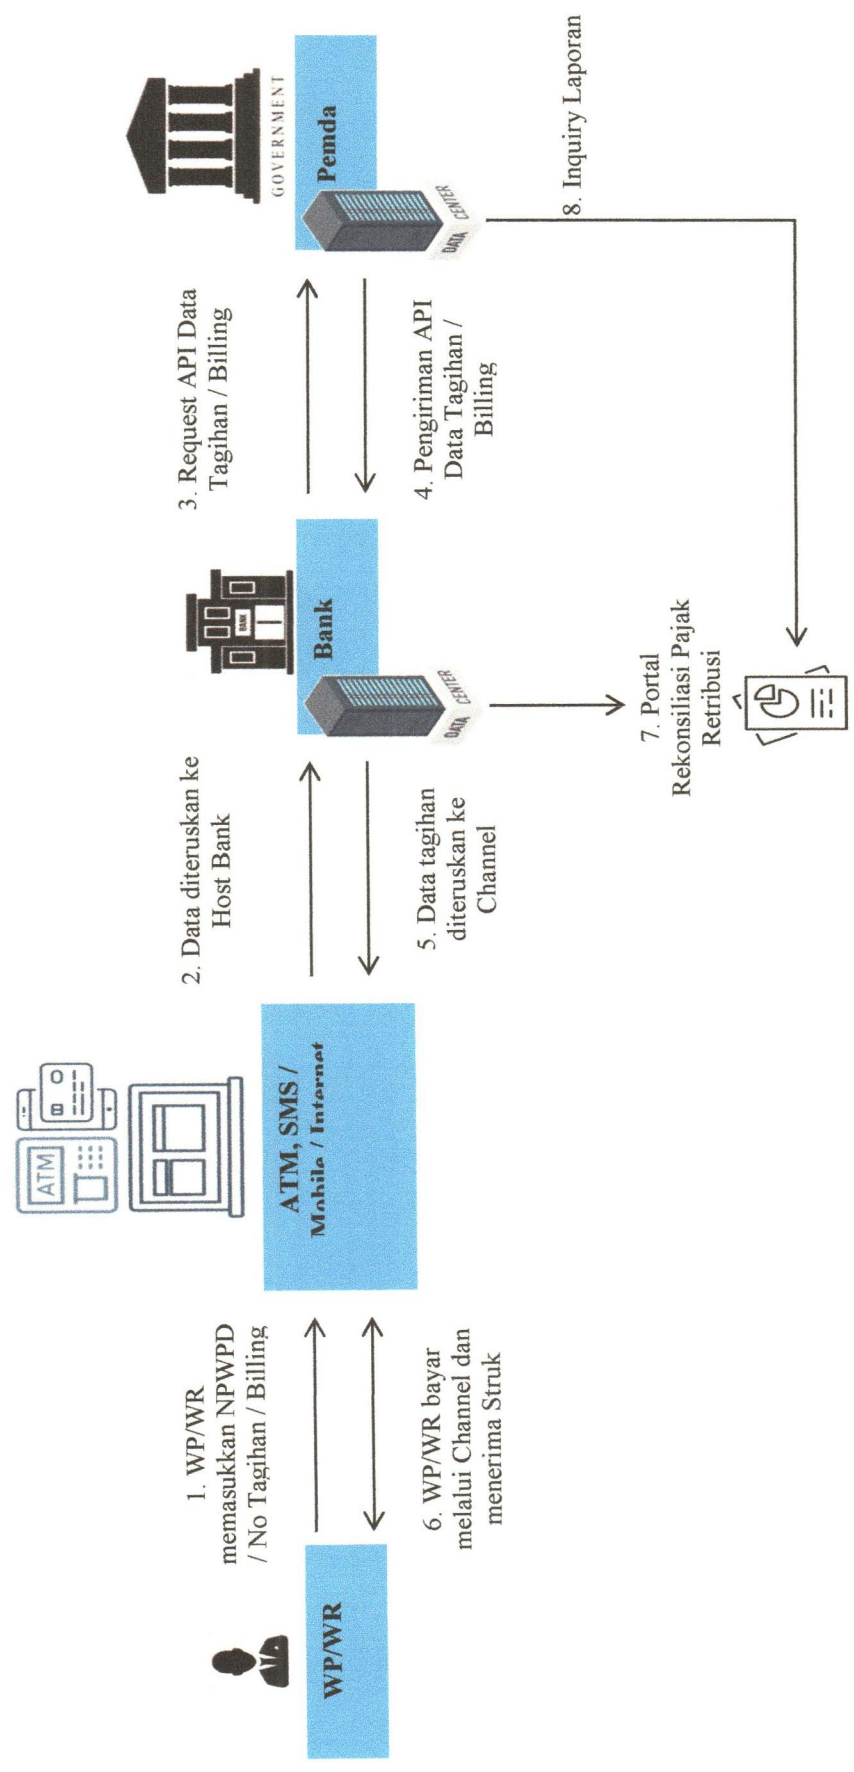 WP/WR
1. WP/WR
memasukkan NPWPD
/ No Tagihan / Billing
6. WP/WR bayar
melalui Channel dan
menerima Struk
ATM
ATM, SMS /
Mobile / Internet
2. Data diteruskan ke
Host Bank
5. Data tagihan
diteruskan ke
Channel
BANK
Bank
DATA CENTER
3. Request API Data
Tagihan / Billing
4. Pengiriman API
Data Tagihan /
Billing
GOVERNMENT
Pemda
DATA CENTER
7. Portal
Rekonsiliasi Pajak
Retribusi
8. Inquiry Laporan